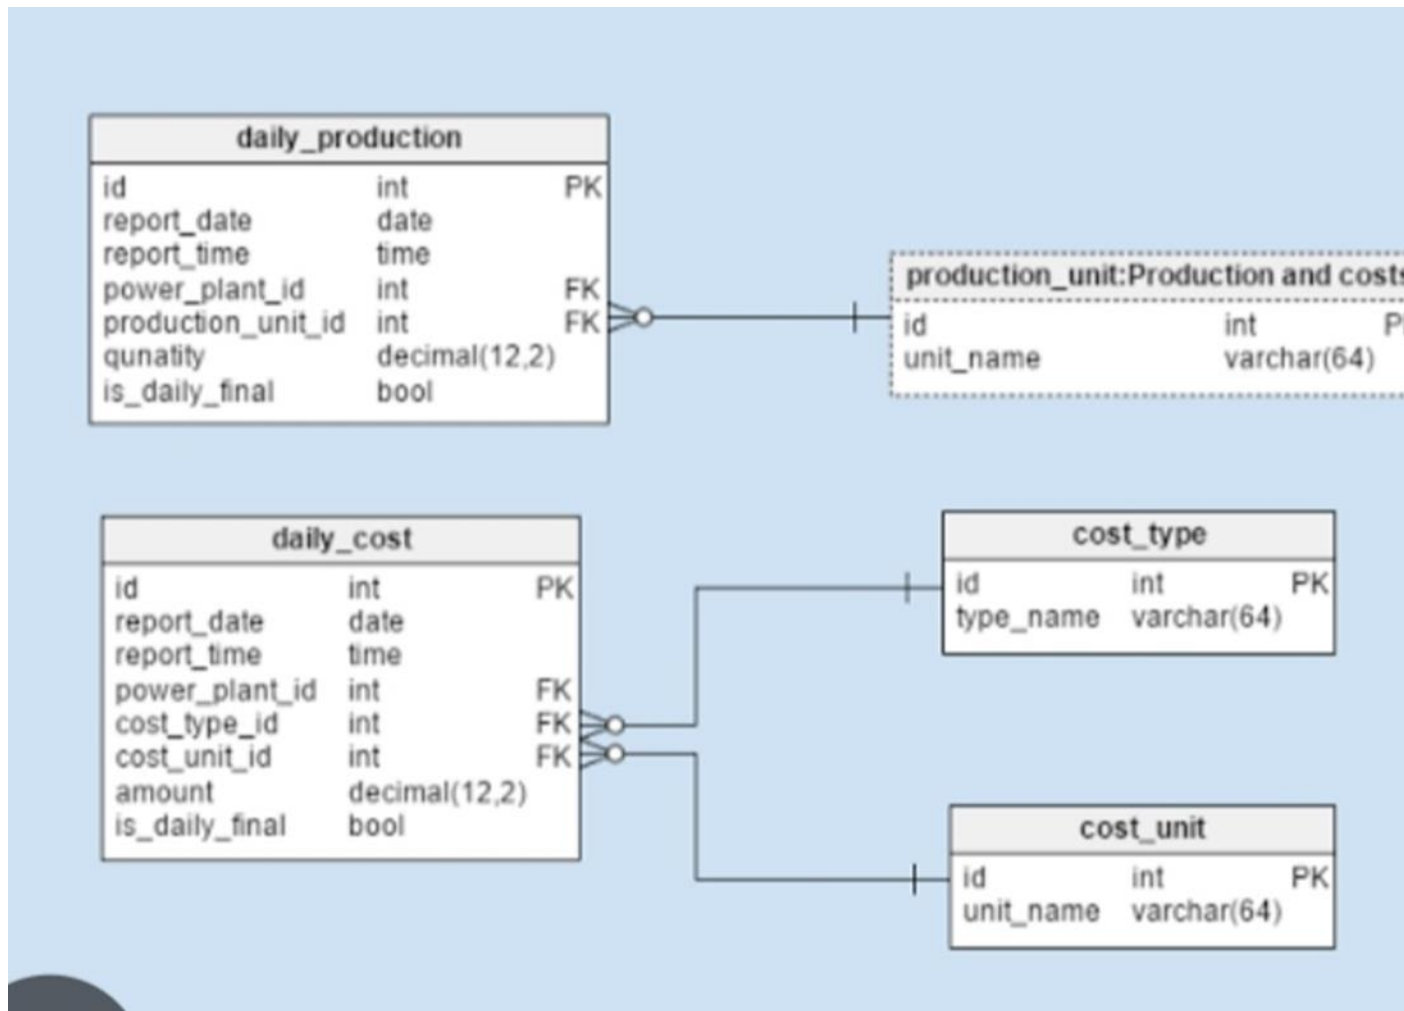 daily_production
id int PK
report_date date
report_time time
power_plant_id int FK
production_unit_id int FK
qunatity decimal(12,2)
is_daily_final bool
production_unit:Production and costs
id int P
unit_name varchar(64)
daily_cost
id int PK
report_date date
report_time time
power_plant_id int FK
cost_type_id int FK
cost_unit_id int FK
amount decimal(12,2)
is_daily_final bool
cost_type
id int PK
type_name varchar(64)
cost_unit
id int PK
unit_name varchar(64)